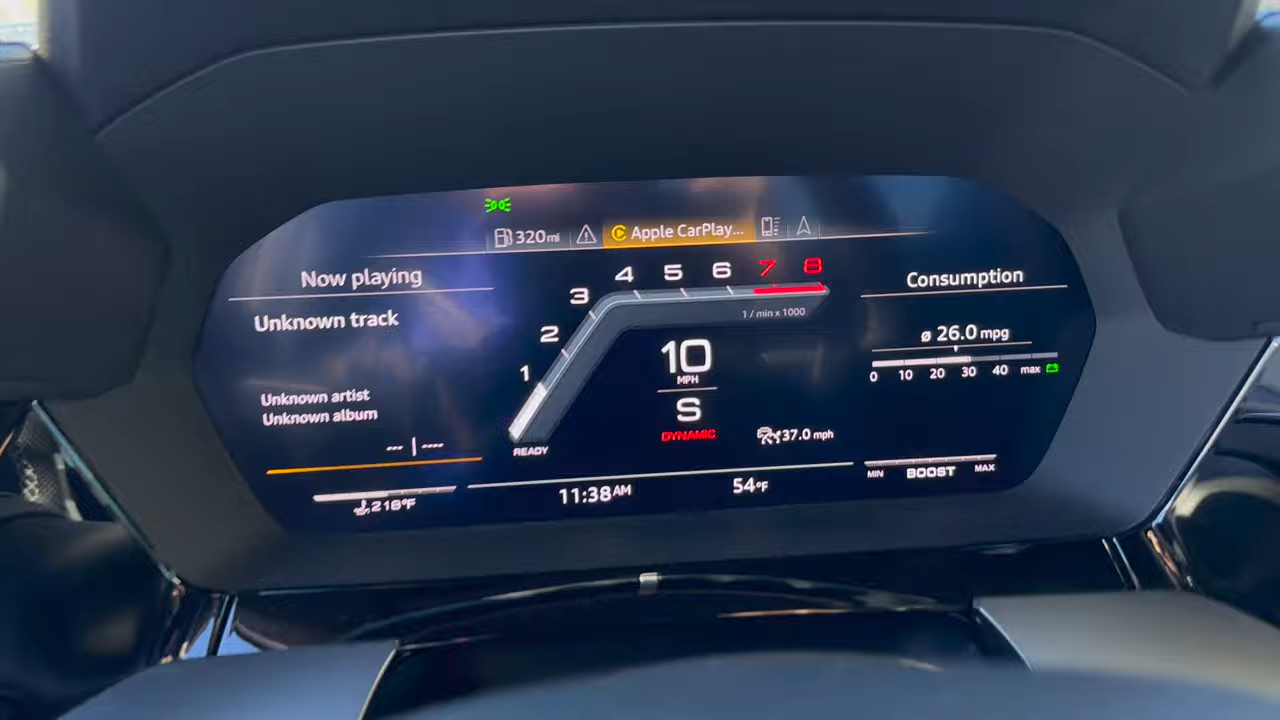 320mi
Apple CarPlay...
Now playing
Unknown track
Unknown artist
Unknown album
--- | ----
216°F
1
2
3
4
5
6
7
8
1 / min x 1000
10
MPH
S
DYNAMIC
READY
37.0 mph
11:38AM
54°F
Consumption
ø 26.0 mpg
0 10 20 30 40 max
MIN BOOST MAX